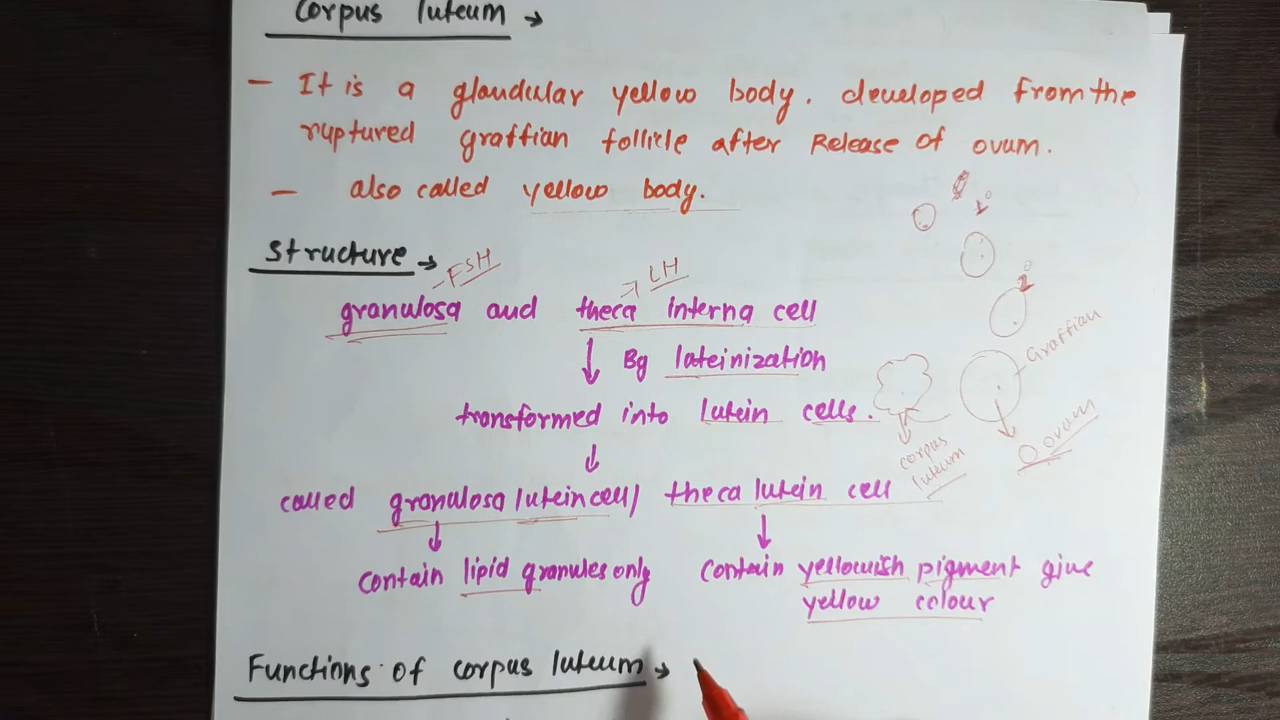 Corpus luteum →
- It is a glandular yellow body. developed from the
ruptured graffian follicle after Release of ovum.
- also called yellow body.
Structure →
FSH
LH
granulosa and theca interna cell
↓ By lateinization
transformed into lutein cells.
Graffian
ovum
corpus
luteum
called granulosa lutein cell/ theca lutein cell
contain lipid granules only
contain yellowish pigment give
yellow colour
Functions of corpus luteum →